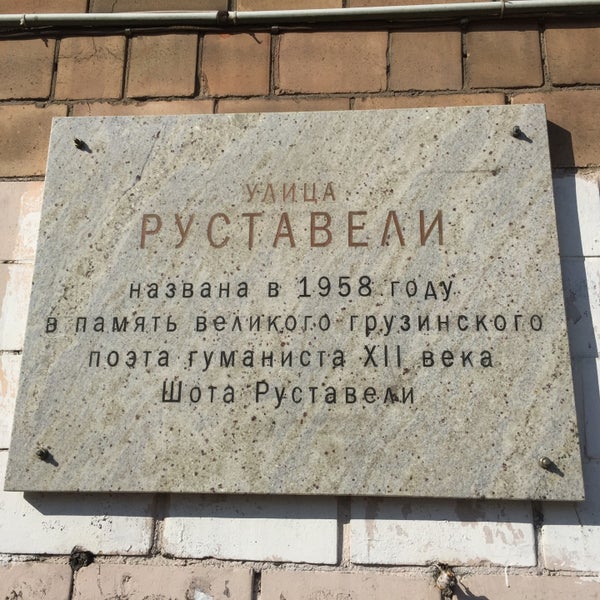 УЛИЦА
РУСТАВЕЛИ
названа в 1958 году
в память великого грузинского
поэта гуманиста XII века
Шота Руставели